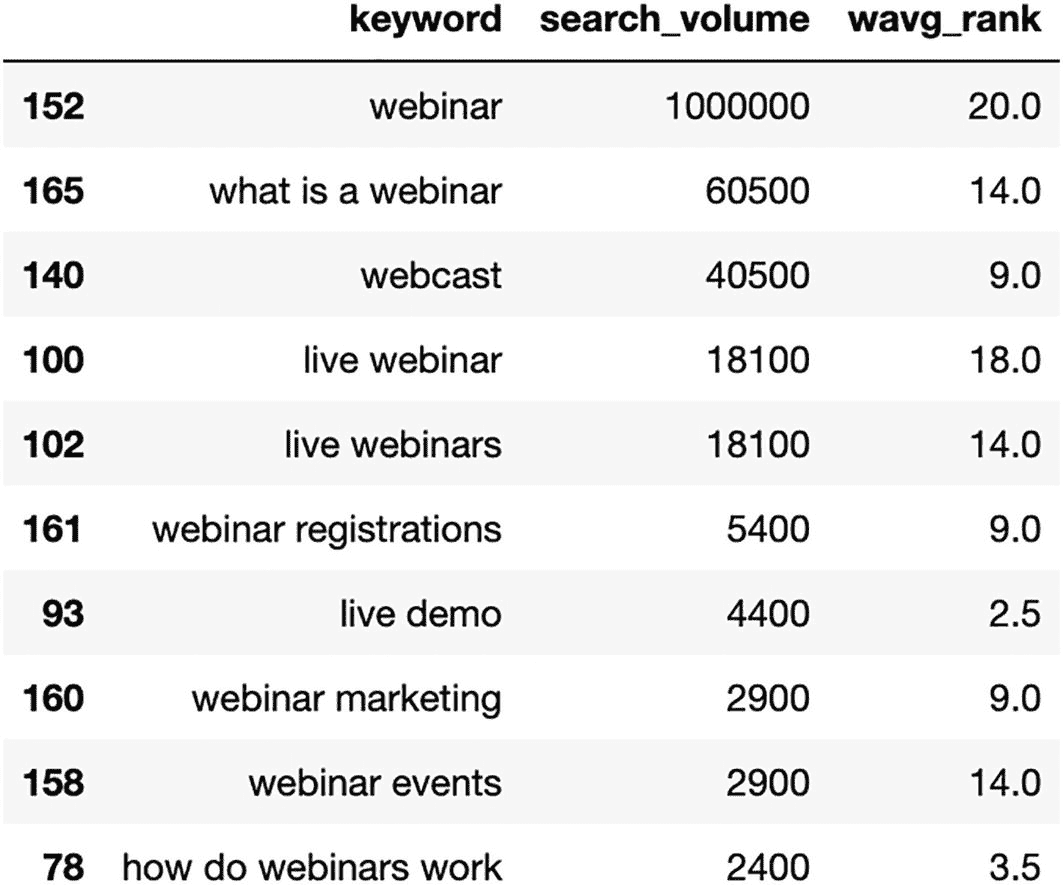 keyword search_volume wavg_rank
152 webinar 1000000 20.0
165 what is a webinar 60500 14.0
140 webcast 40500 9.0
100 live webinar 18100 18.0
102 live webinars 18100 14.0
161 webinar registrations 5400 9.0
93 live demo 4400 2.5
160 webinar marketing 2900 9.0
158 webinar events 2900 14.0
78 how do webinars work 2400 3.5